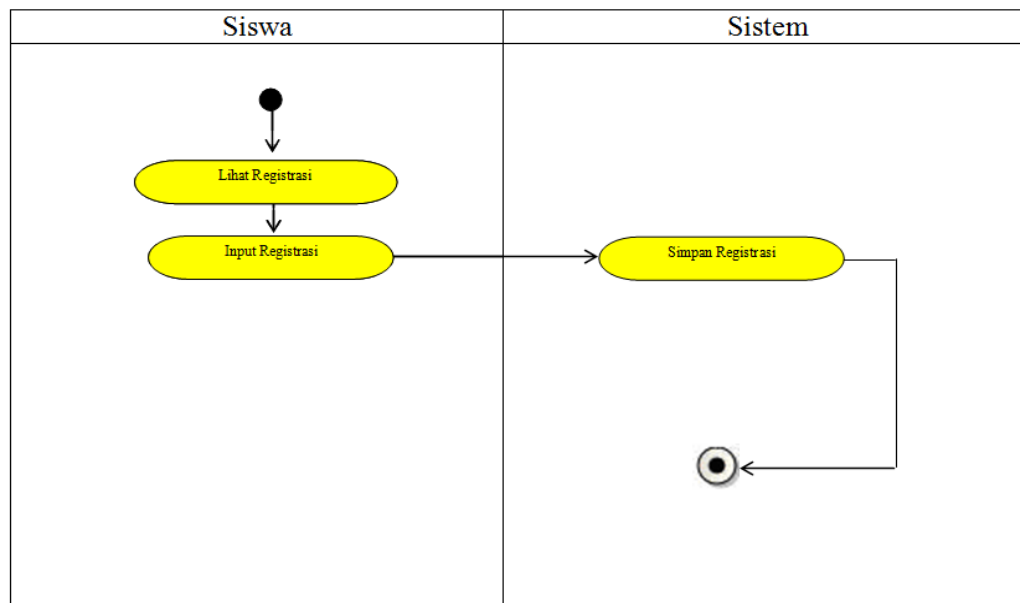 Siswa
Sistem
Lihat Registrasi
Input Registrasi
Simpan Registrasi